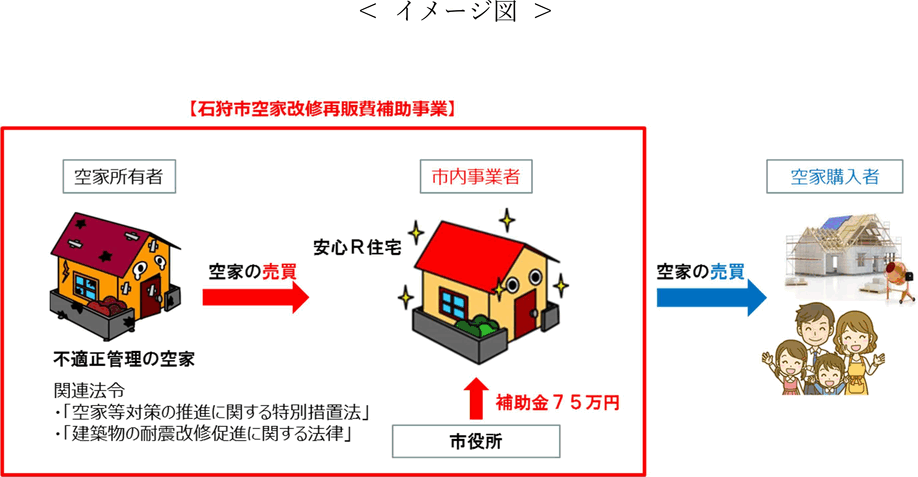 ＜ イメージ図 ＞
【石狩市空家改修再販費補助事業】
空家所有者
市内事業者
空家購入者
安心Ｒ住宅
空家の売買
空家の売買
不適正管理の空家
補助金７５万円
関連法令
・「空家等対策の推進に関する特別措置法」
・「建築物の耐震改修促進に関する法律」
市役所